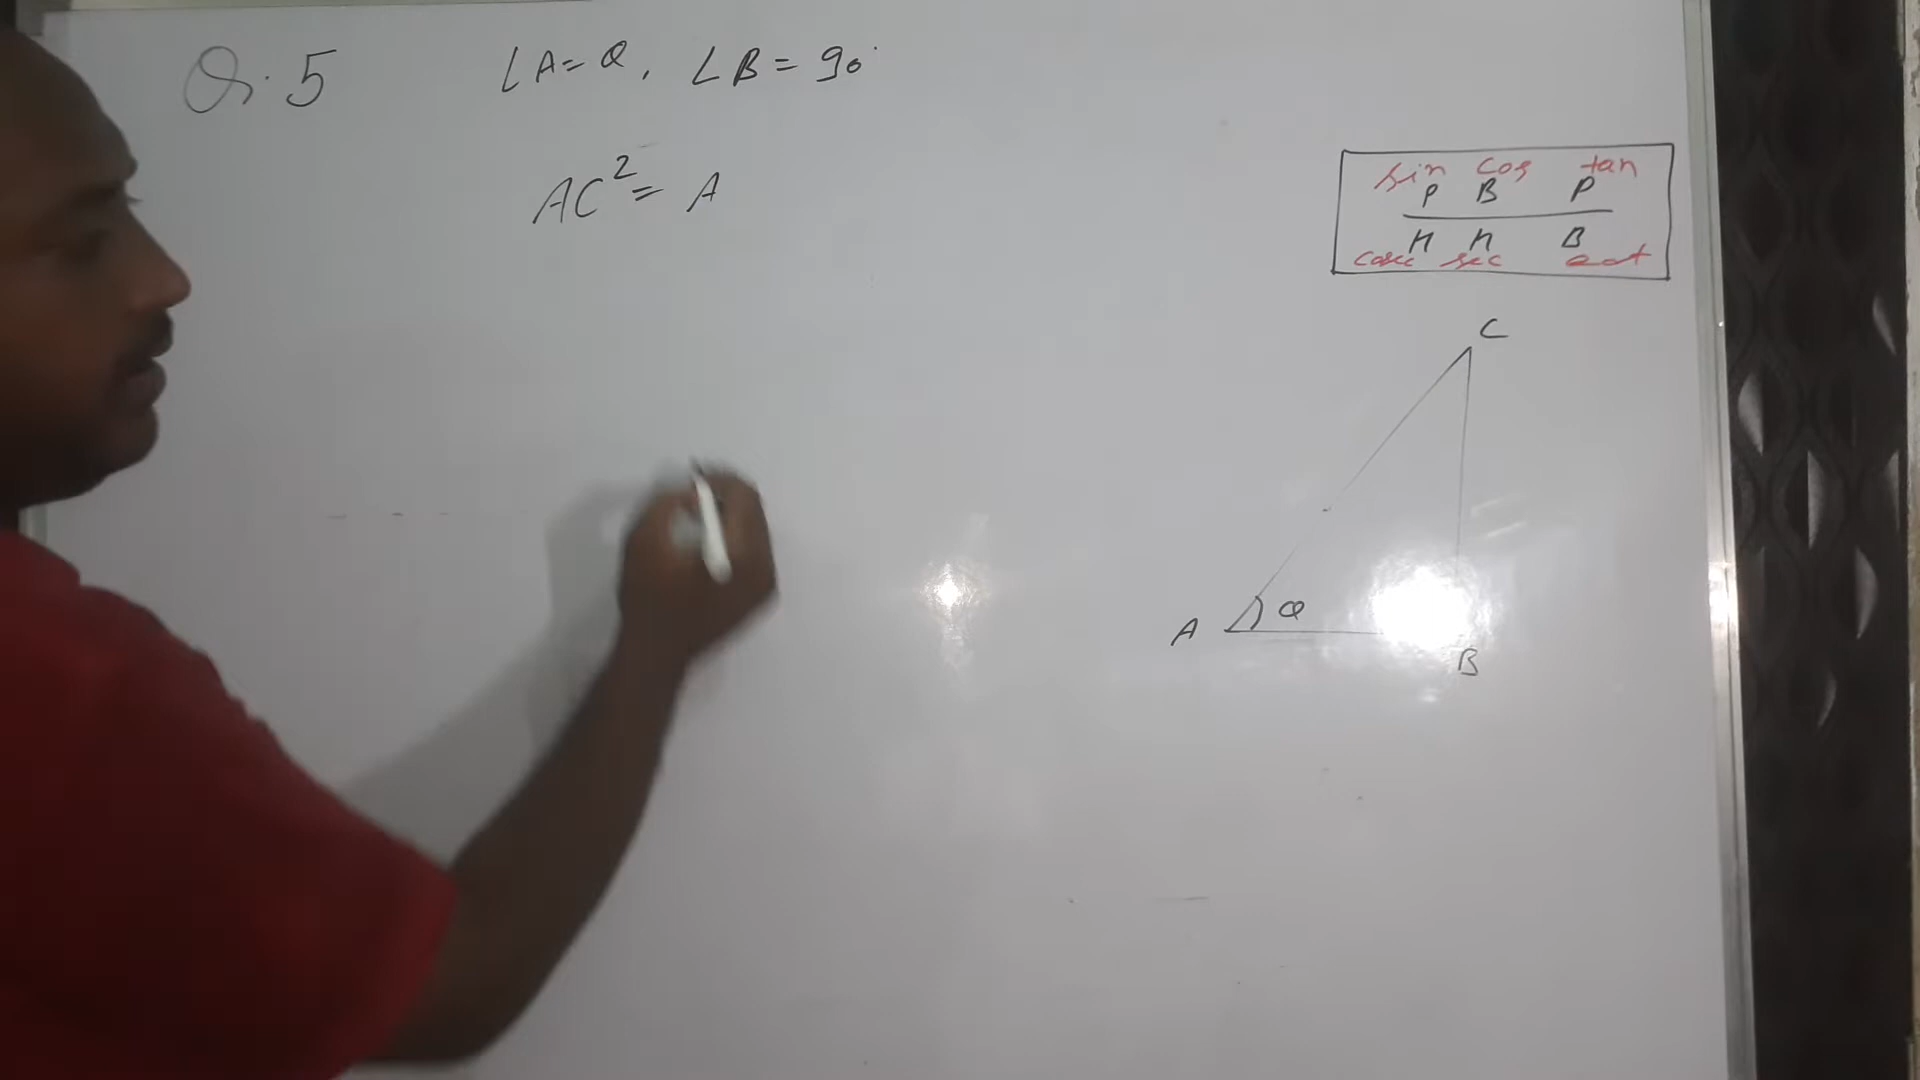 Q. 5 ∠A = θ, ∠B = 90°
AC² = A
sin cos tan
P B P
H H B
cosec sec cot
C
A θ
B